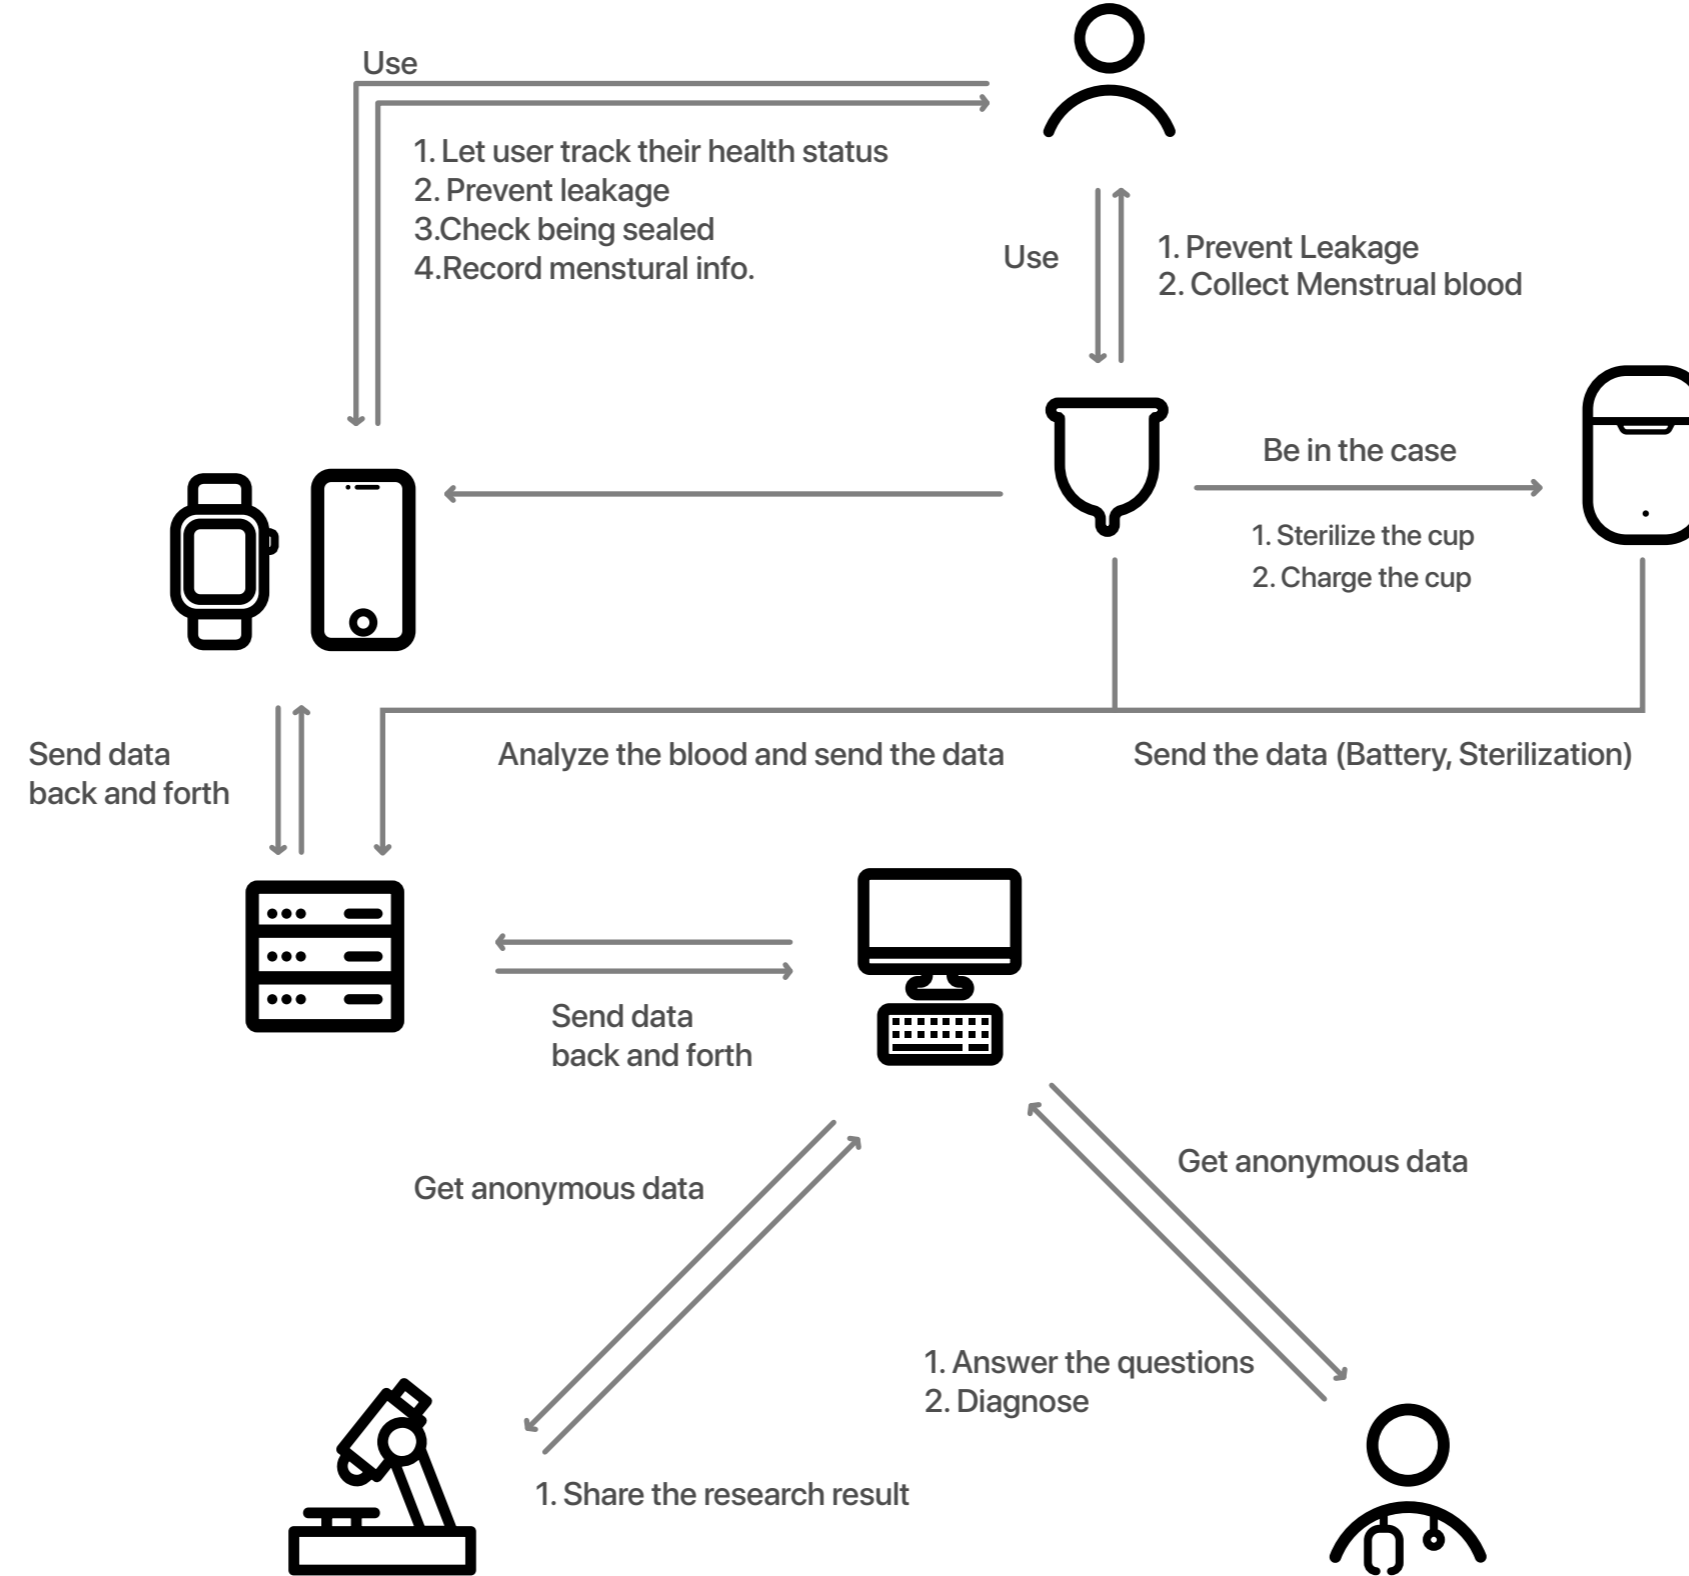 Use
1. Let user track their health status
2. Prevent leakage
3.Check being sealed
4.Record menstural info.
Use
1. Prevent Leakage
2. Collect Menstrual blood
Be in the case
1. Sterilize the cup
2. Charge the cup
Send data
back and forth
Analyze the blood and send the data
Send the data (Battery, Sterilization)
Send data
back and forth
Get anonymous data
Get anonymous data
1. Answer the questions
2. Diagnose
1. Share the research result